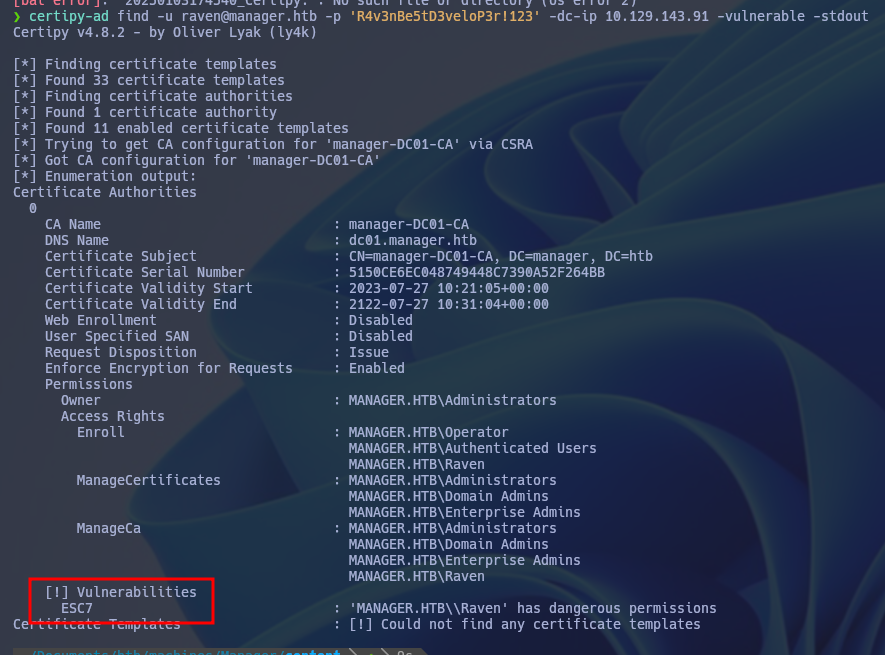 [bat error]: '20250103174540_Certipy.': No such file or directory (os error 2)
❯ certipy-ad find -u raven@manager.htb -p 'R4v3nBe5tD3veloP3r!123' -dc-ip 10.129.143.91 -vulnerable -stdout
Certipy v4.8.2 - by Oliver Lyak (ly4k)
[*] Finding certificate templates
[*] Found 33 certificate templates
[*] Finding certificate authorities
[*] Found 1 certificate authority
[*] Found 11 enabled certificate templates
[*] Trying to get CA configuration for 'manager-DC01-CA' via CSRA
[*] Got CA configuration for 'manager-DC01-CA'
[*] Enumeration output:
Certificate Authorities
0
CA Name : manager-DC01-CA
DNS Name : dc01.manager.htb
Certificate Subject : CN=manager-DC01-CA, DC=manager, DC=htb
Certificate Serial Number : 5150CE6EC048749448C7390A52F264BB
Certificate Validity Start : 2023-07-27 10:21:05+00:00
Certificate Validity End : 2122-07-27 10:31:04+00:00
Web Enrollment : Disabled
User Specified SAN : Disabled
Request Disposition : Issue
Enforce Encryption for Requests : Enabled
Permissions
Owner : MANAGER.HTB\Administrators
Access Rights
Enroll : MANAGER.HTB\Operator
MANAGER.HTB\Authenticated Users
MANAGER.HTB\Raven
ManageCertificates : MANAGER.HTB\Administrators
MANAGER.HTB\Domain Admins
MANAGER.HTB\Enterprise Admins
ManageCa : MANAGER.HTB\Administrators
MANAGER.HTB\Domain Admins
MANAGER.HTB\Enterprise Admins
MANAGER.HTB\Raven
[!] Vulnerabilities
ESC7 : 'MANAGER.HTB\\Raven' has dangerous permissions
Certificate Templates : [!] Could not find any certificate templates